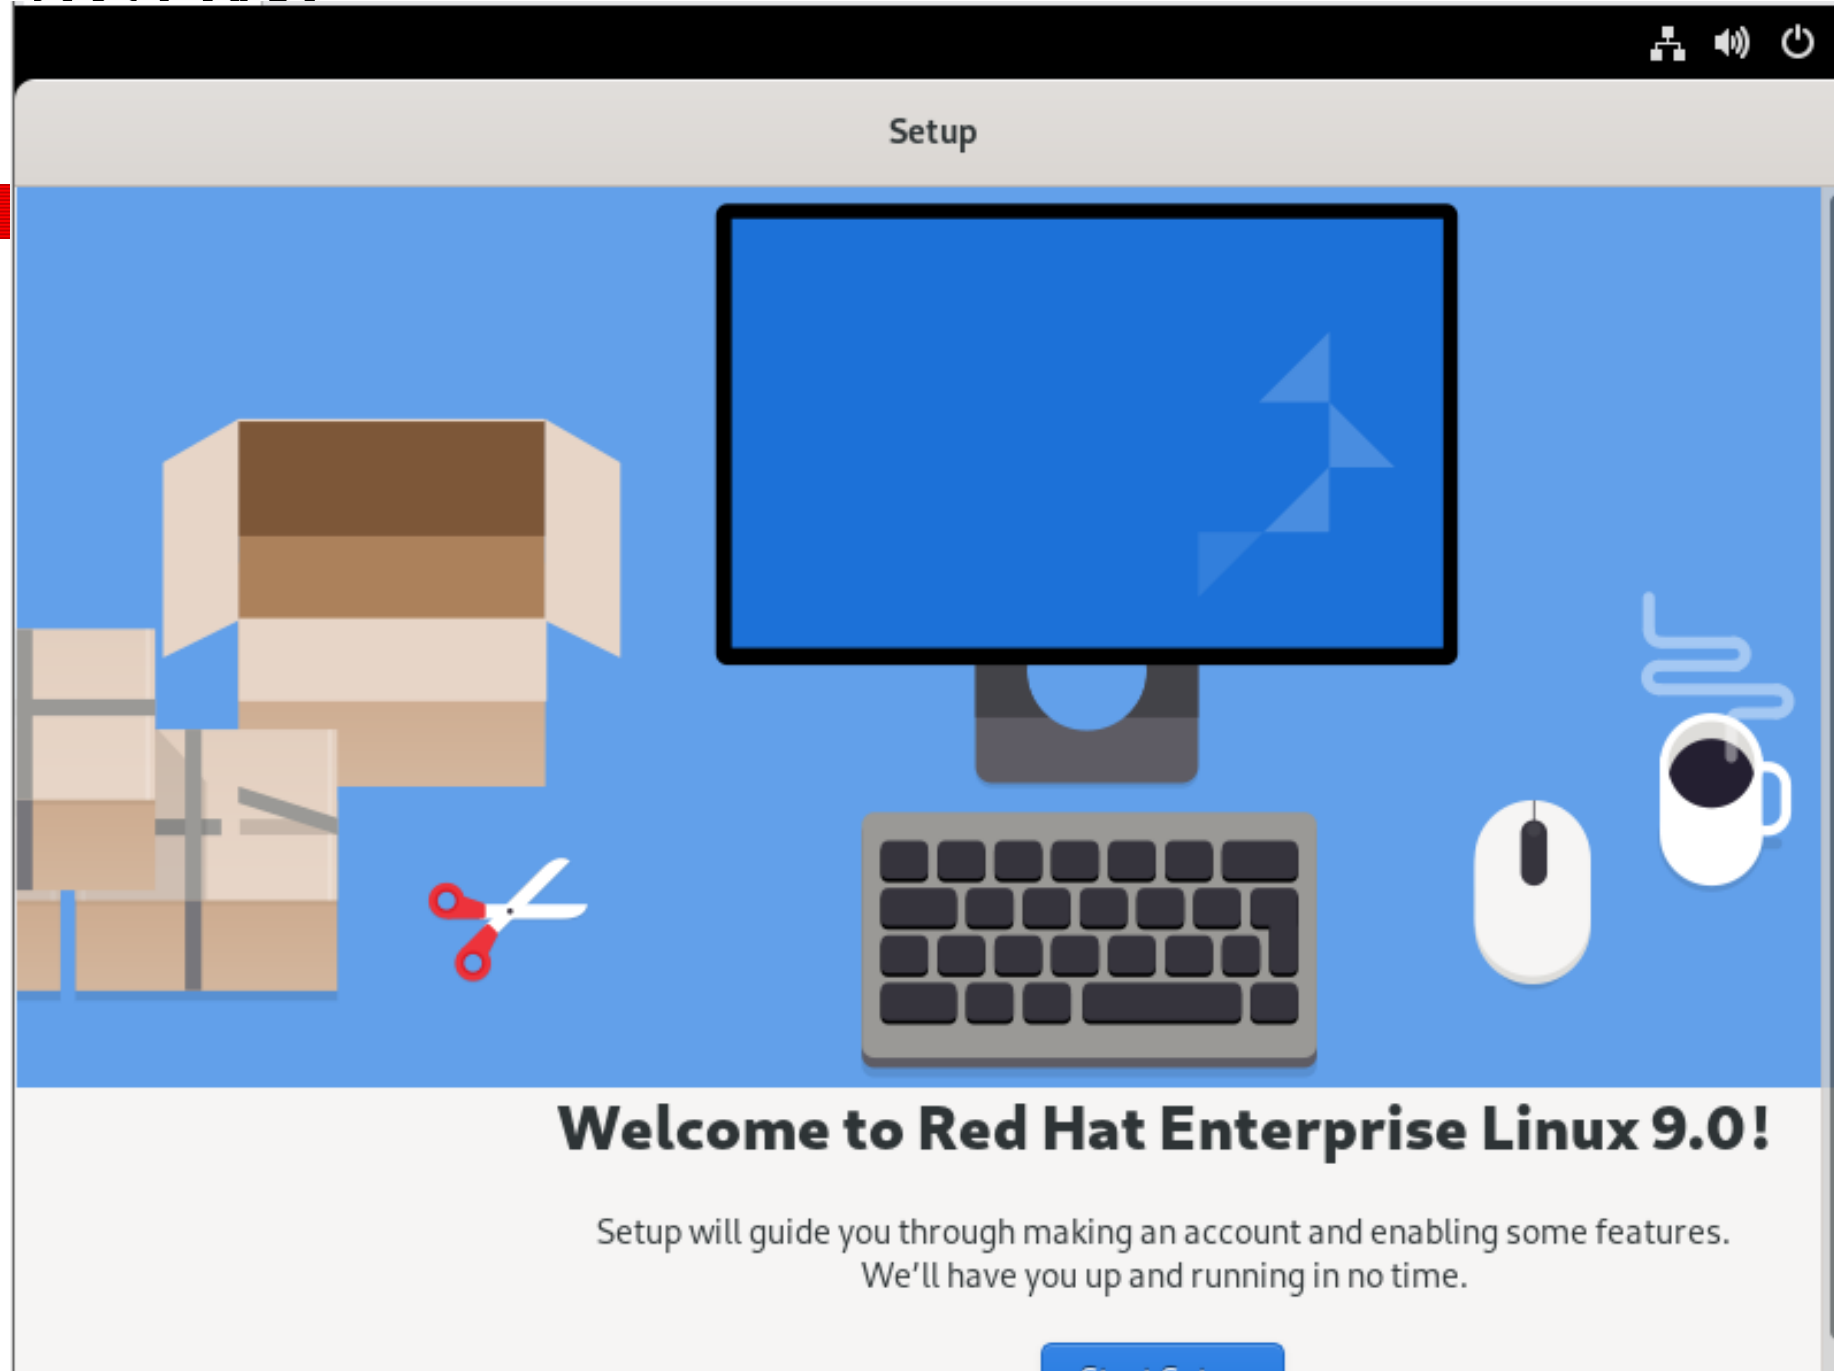 Setup
Welcome to Red Hat Enterprise Linux 9.0!
Setup will guide you through making an account and enabling some features.
We'll have you up and running in no time.